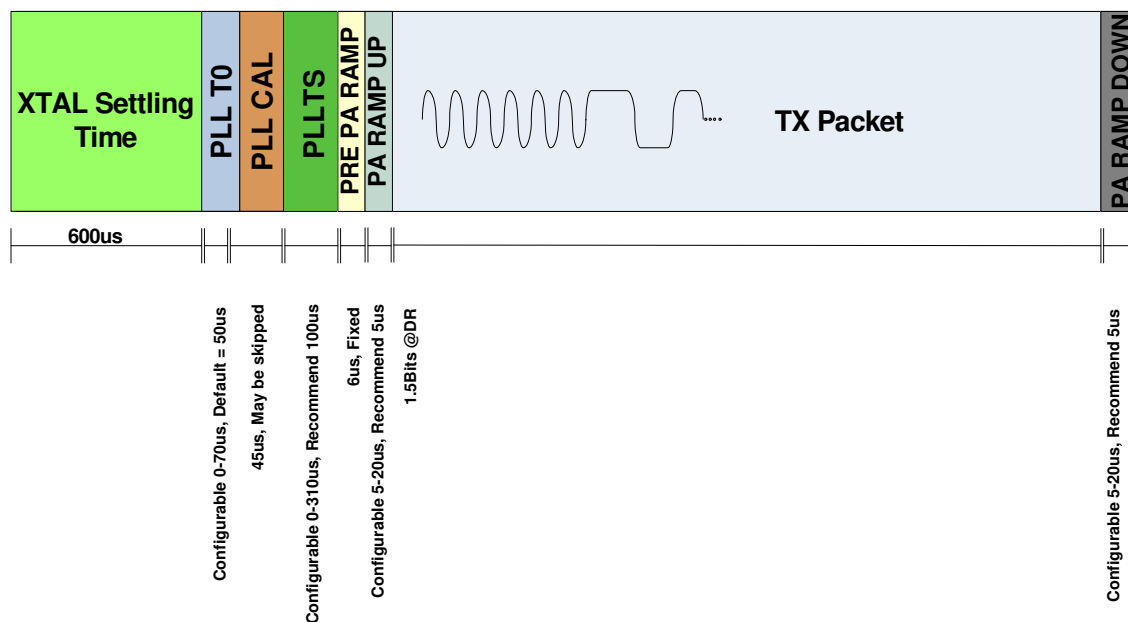 XTAL Settling
Time
PLL T0
PLL CAL
PLLTS
PRE PA RAMP
PA RAMP UP
TX Packet
PA RAMP DOWN
600us
Configurable 0-70us, Default = 50us
45us, May be skipped
Configurable 0-310us, Recommend 100us
6us, Fixed
Configurable 5-20us, Recommend 5us
1.5Bits @DR
Configurable 5-20us, Recommend 5us